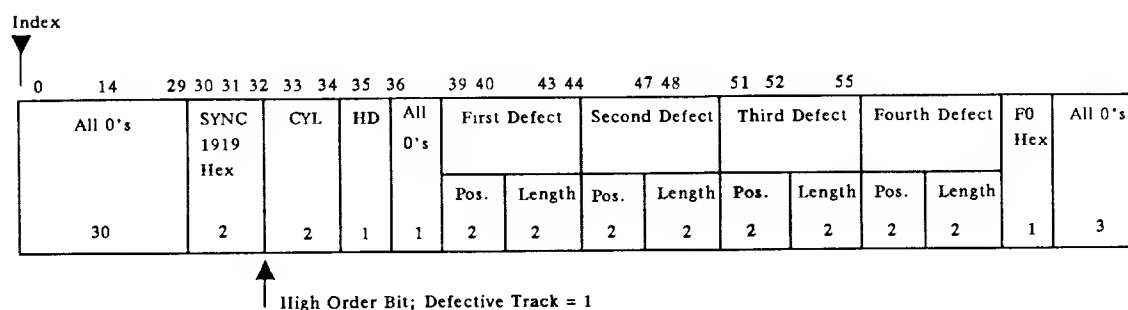 Index
0 14 29 30 31 32 33 34 35 36 39 40 43 44 47 48 51 52 55
All 0's SYNC CYL HD All First Defect Second Defect Third Defect Fourth Defect F0 All 0's
1919 0's Hex
Hex
Pos. Length Pos. Length Pos. Length Pos. Length
30 2 2 1 1 2 2 2 2 2 2 2 2 1 3
High Order Bit; Defective Track = 1